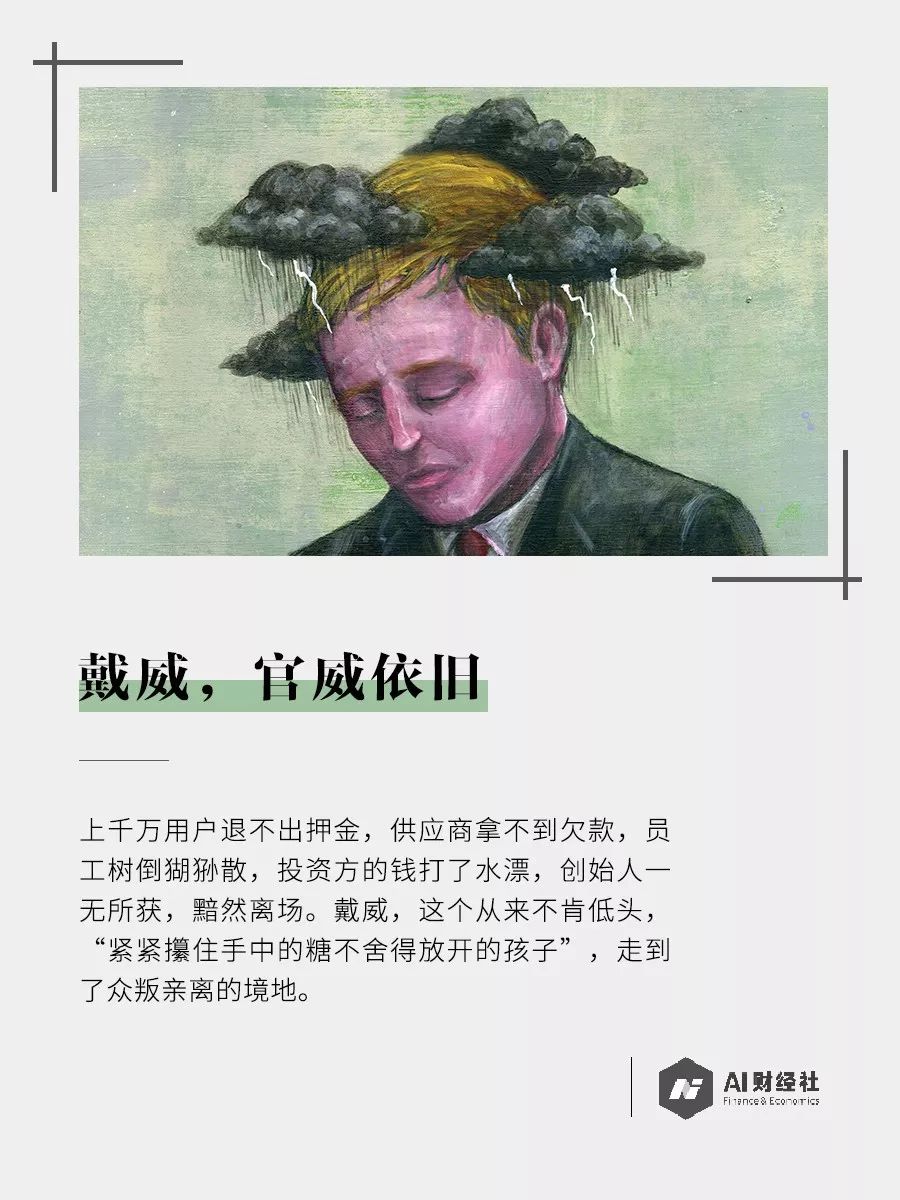 戴威，官威依旧
上千万用户退不出押金，供应商拿不到欠款，员
工树倒猢狲散，投资方的钱打了水漂，创始人一
无所获，黯然离场。戴威，这个从来不肯低头，
“紧紧攥住手中的糖不舍得放开的孩子”，走到
了众叛亲离的境地。
AI财经社
Finance & Economics